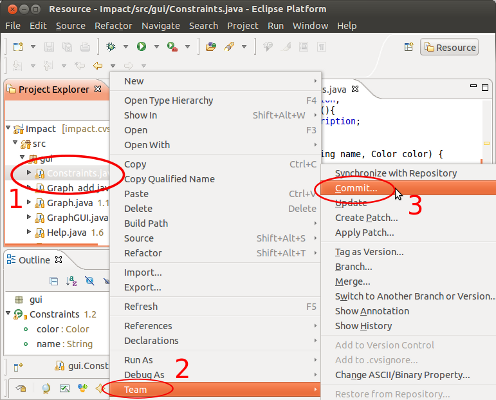 Resource - Impact/src/gui/Constraints.java - Eclipse Platform
File Edit Source Refactor Navigate Search Project Run Window Help
Resource
Project Explorer
Impact [impact.cvs
src
gui
Constraints.jav
Graph_add.java
Graph.java 1.1
GraphGUI.java
Help.java 1.6
1
Outline
gui
Constraints 1.2
color : Color
name : String
gui.Const
New
Open Type Hierarchy F4
Show In Shift+Alt+W
Open F3
Open With
Copy Ctrl+C
Copy Qualified Name
Paste Ctrl+V
Delete Delete
Build Path
Source Shift+Alt+S
Refactor Shift+Alt+T
Import...
Export...
Refresh F5
References
Declarations
Run As
Debug As
Team
2
s.java
ion;
(){
ription;
ing name, Color color) {
Synchronize with Repository
Commit...
Update
Create Patch...
Apply Patch...
Tag as Version...
Branch...
Merge...
Switch to Another Branch or Version...
Show Annotation
Show History
Add to Version Control
Add to .cvsignore...
Change ASCII/Binary Property...
Restore from Repository...
3